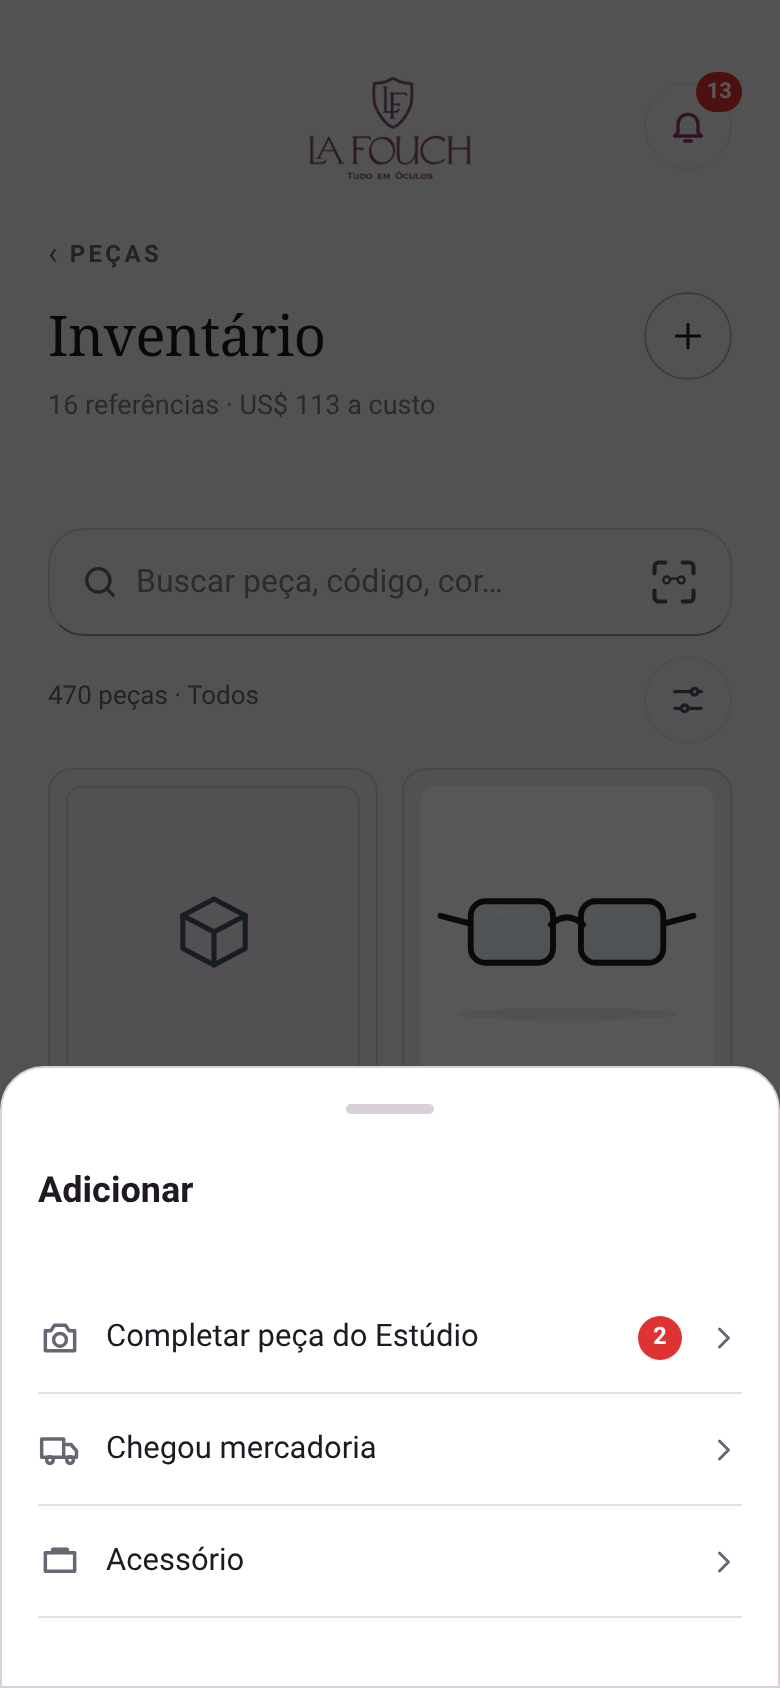 LF
LA FOUCH
Tudo em Óculos
13
‹ PEÇAS
Inventário
16 referências · US$ 113 a custo
Buscar peça, código, cor...
470 peças · Todos
Adicionar
Completar peça do Estúdio
2
Chegou mercadoria
Acessório